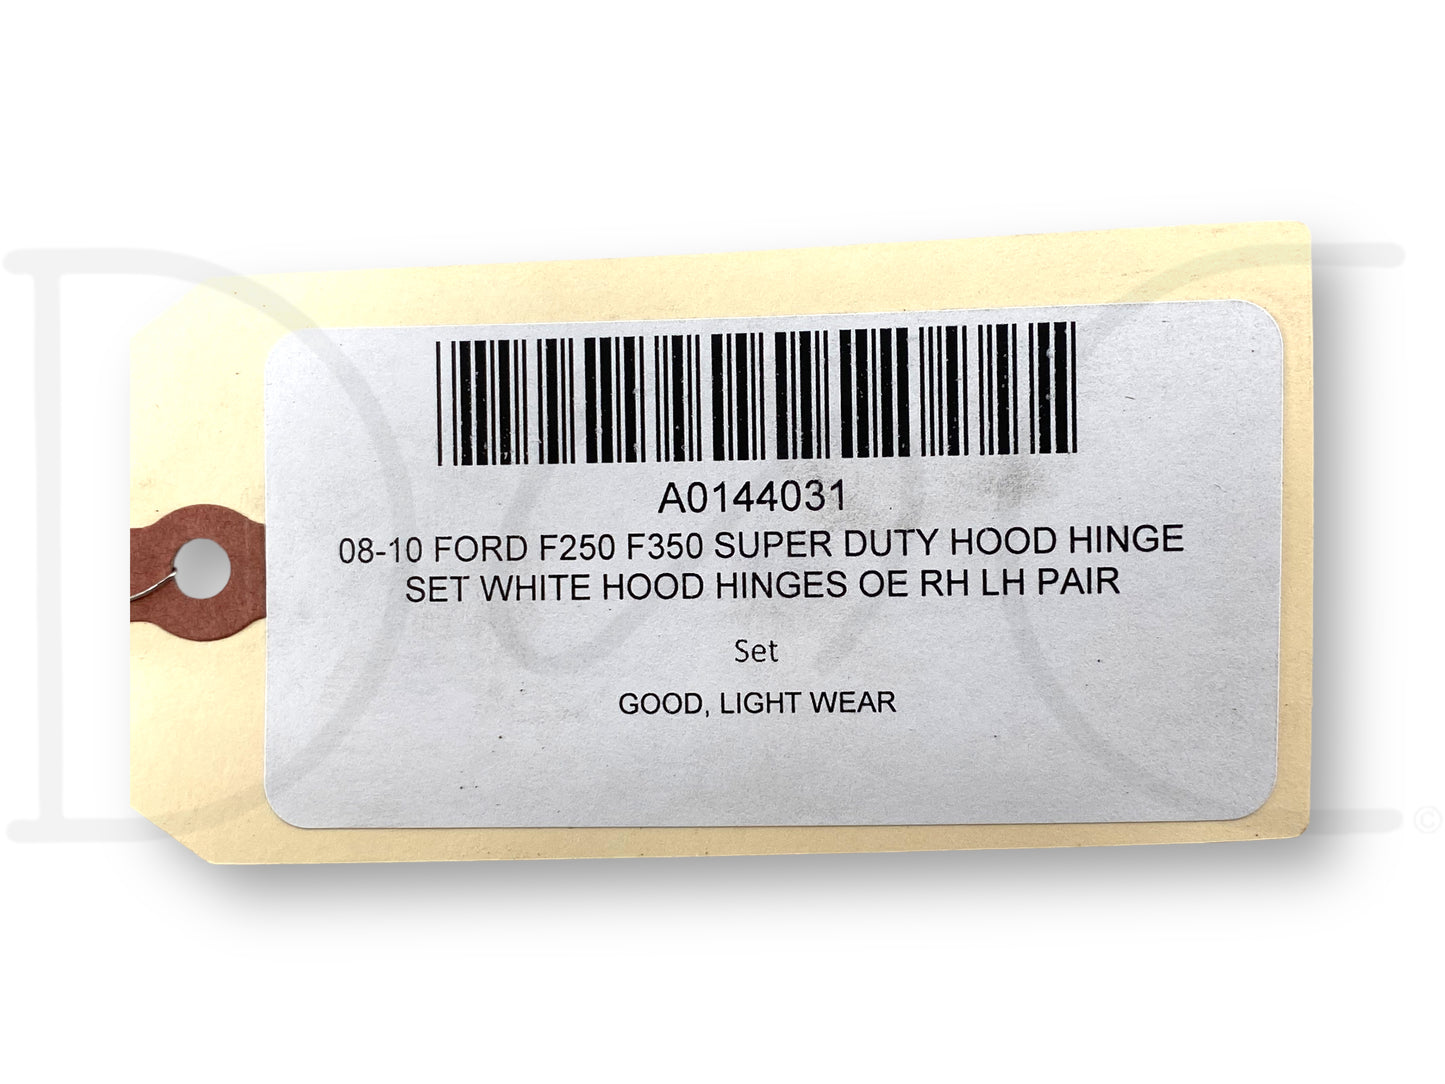 A0144031
08-10 FORD F250 F350 SUPER DUTY HOOD HINGE
SET WHITE HOOD HINGES OE RH LH PAIR
Set
GOOD, LIGHT WEAR
©